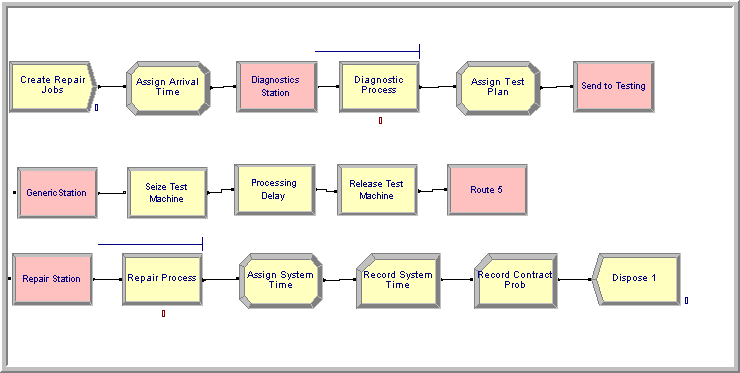 Create Repair
Jobs
Assign Arrival
Time
Diagnostics
Station
Diagnostic
Process
Assign Test
Plan
Send to Testing
0
0
GenericStation
Seize Test
Machine
Processing
Delay
Release Test
Machine
Route 5
Repair Station
Repair Process
Assign System
Time
Record System
Time
Record Contract
Prob
Dispose 1
0
0